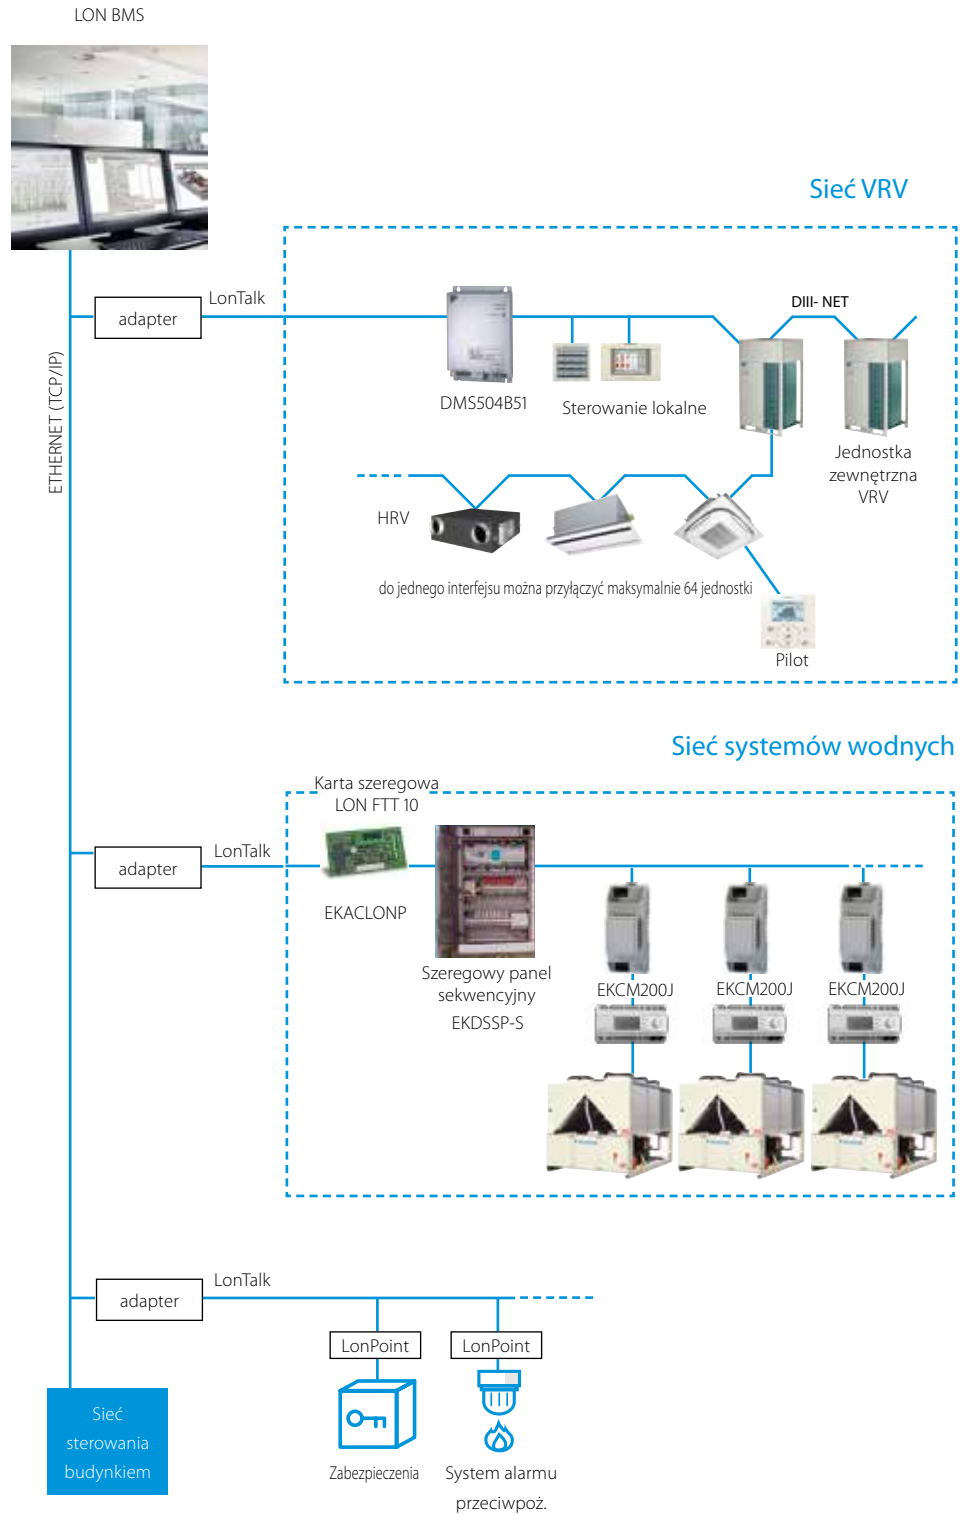 LON BMS
Sieć VRV
LonTalk
adapter
DIII- NET
ETHERNET (TCP/IP)
DMS504B51
Sterowanie lokalne
Jednostka
zewnętrzna
VRV
HRV
do jednego interfejsu można przyłączyć maksymalnie 64 jednostki
Pilot
Sieć systemów wodnych
Karta szeregowa
LON FTT 10
LonTalk
adapter
EKACLONP
Szeregowy panel
sekwencyjny
EKDSSP-S
EKCM200J
EKCM200J
EKCM200J
LonTalk
adapter
LonPoint
LonPoint
Sieć
sterowania
budynkiem
Zabezpieczenia
System alarmu
przeciwpoż.